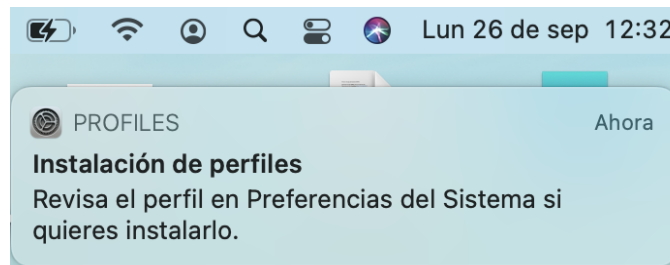 Lun 26 de sep 12:32
PROFILES
Ahora
Instalación de perfiles
Revisa el perfil en Preferencias del Sistema si
quieres instalarlo.